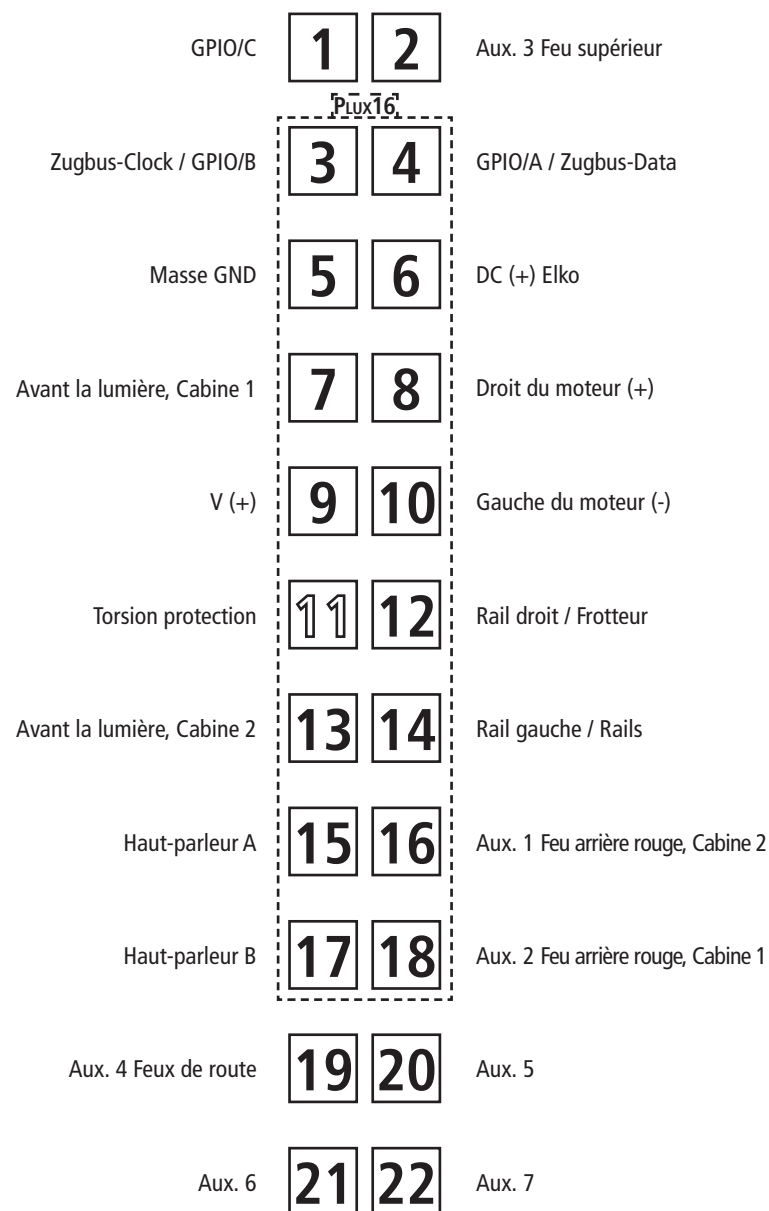 GPIO/C 1 2 Aux. 3 Feu supérieur
PLUX16
Zugbus-Clock / GPIO/B 3 4 GPIO/A / Zugbus-Data
Masse GND 5 6 DC (+) Elko
Avant la lumière, Cabine 1 7 8 Droit du moteur (+)
V (+) 9 10 Gauche du moteur (-)
Torsion protection 11 12 Rail droit / Frotteur
Avant la lumière, Cabine 2 13 14 Rail gauche / Rails
Haut-parleur A 15 16 Aux. 1 Feu arrière rouge, Cabine 2
Haut-parleur B 17 18 Aux. 2 Feu arrière rouge, Cabine 1
Aux. 4 Feux de route 19 20 Aux. 5
Aux. 6 21 22 Aux. 7